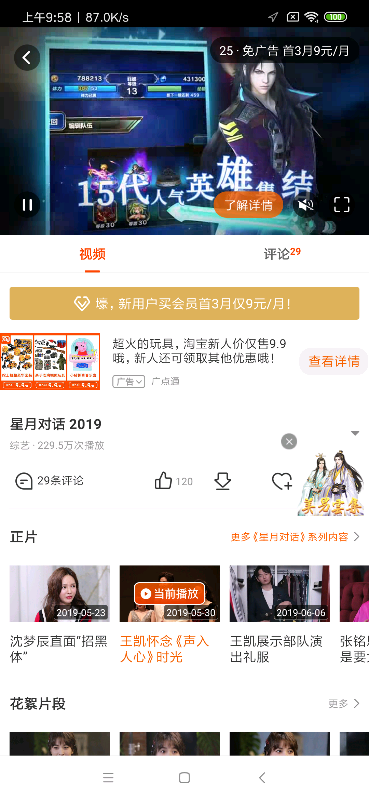 上午9:58 | 87.0K/s
100
25 · 免广告 首3月9元/月
788213
431300
13
编辑队伍
15代人气英雄集结
了解详情
视频
评论29
壕，新用户买会员首3月仅9元/月！
超火的玩具，淘宝新人价仅售9.9
哦，新人还可领取其他优惠哦！
查看详情
广告
广点通
星月对话 2019
综艺 · 229.5万次播放
29条评论
120
正片
更多《星月对话》系列内容
2019-05-23
当前播放
2019-05-30
2019-06-06
沈梦辰直面“招黑
体”
王凯怀念《声入
人心》时光
王凯展示部队演
出礼服
张铭
是要
花絮片段
更多